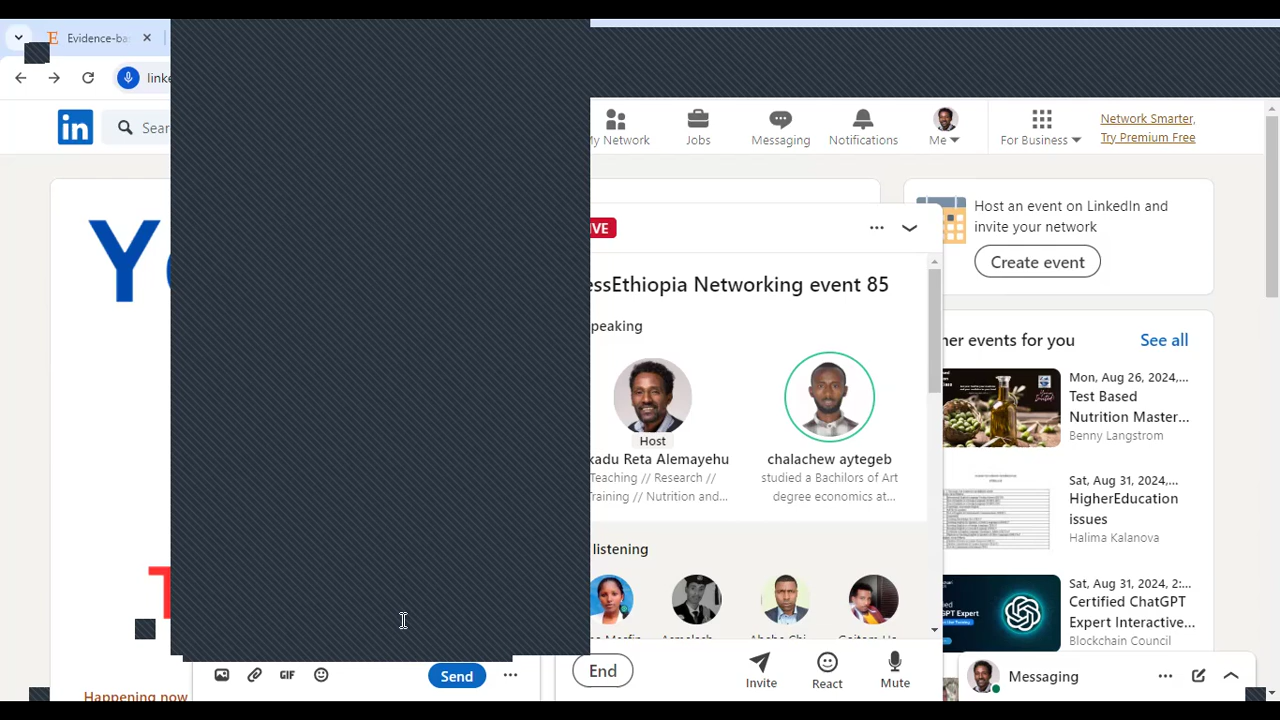 Evidence-ba
linke
in
Sear
My Network
Jobs
Messaging
Notifications
Me
For Business
Network Smarter,
Try Premium Free
Yo
Happening now
GIF
Send
IVE
essEthiopia Networking event 85
peaking
Host
kadu Reta Alemayehu
Teaching // Research //
raining // Nutrition and...
chalachew aytegeb
studied a Bachilors of Art
degree economics at...
listening
End
Invite
React
Mute
Host an event on LinkedIn and
invite your network
Create event
her events for you
See all
Mon, Aug 26, 2024,...
Test Based
Nutrition Master...
Benny Langstrom
Sat, Aug 31, 2024,...
HigherEducation
issues
Halima Kalanova
Sat, Aug 31, 2024, 2:...
Certified ChatGPT
Expert Interactive...
Blockchain Council
Messaging